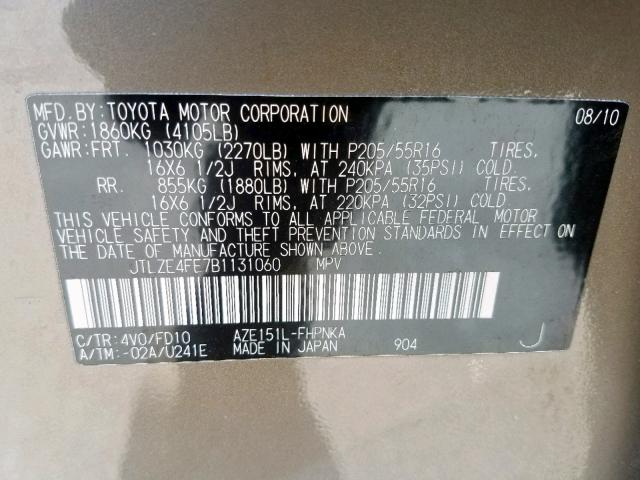 MFD.BY:TOYOTA MOTOR CORPORATION 08/10
GVWR:1860KG (4105LB)
GAWR:FRT. 1030KG (2270LB) WITH P205/55R16 TIRES,
16X6 1/2J RIMS, AT 240KPA (35PSI) COLD.
RR. 855KG (1880LB) WITH P205/55R16 TIRES,
16X6 1/2J RIMS, AT 220KPA (32PSI) COLD.
THIS VEHICLE CONFORMS TO ALL APPLICABLE FEDERAL MOTOR
VEHICLE SAFETY AND THEFT PREVENTION STANDARDS IN EFFECT ON
THE DATE OF MANUFACTURE SHOWN ABOVE.
JTLZE4FE7B1131060 MPV
C/TR:4V0/FD10 AZE151L-FHPNKA
A/TM:-02A/U241E MADE IN JAPAN 904 J